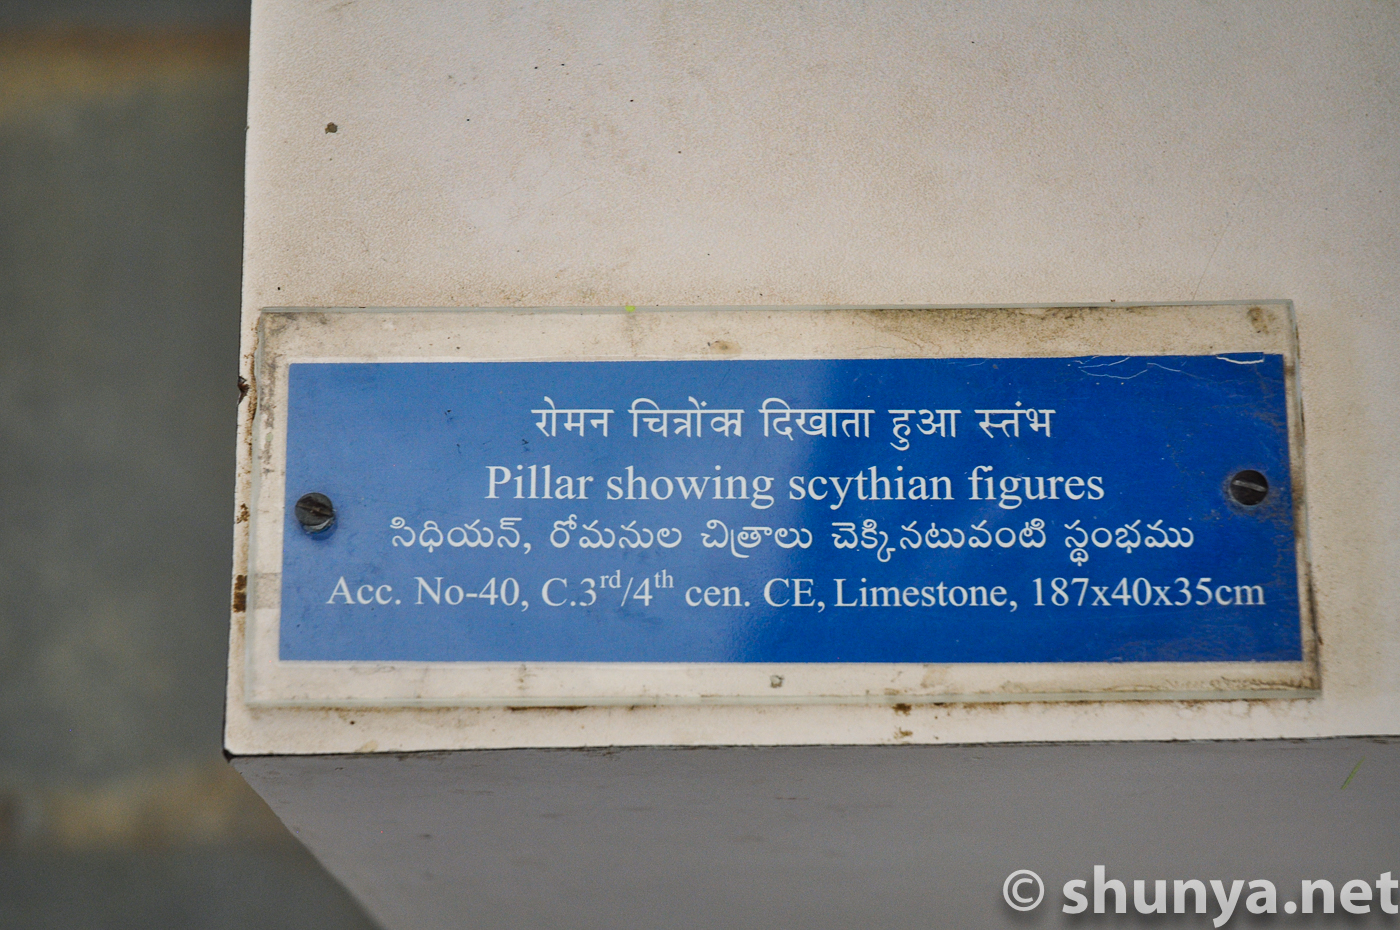 रोमन चित्रोंका दिखाता हुआ स्तंभ
Pillar showing scythian figures
సిధియన్, రోమనుల చిత్రాలు చెక్కినటువంటి స్థంభము
Acc. No-40, C.3rd/4th cen. CE, Limestone, 187x40x35cm
© shunya.net